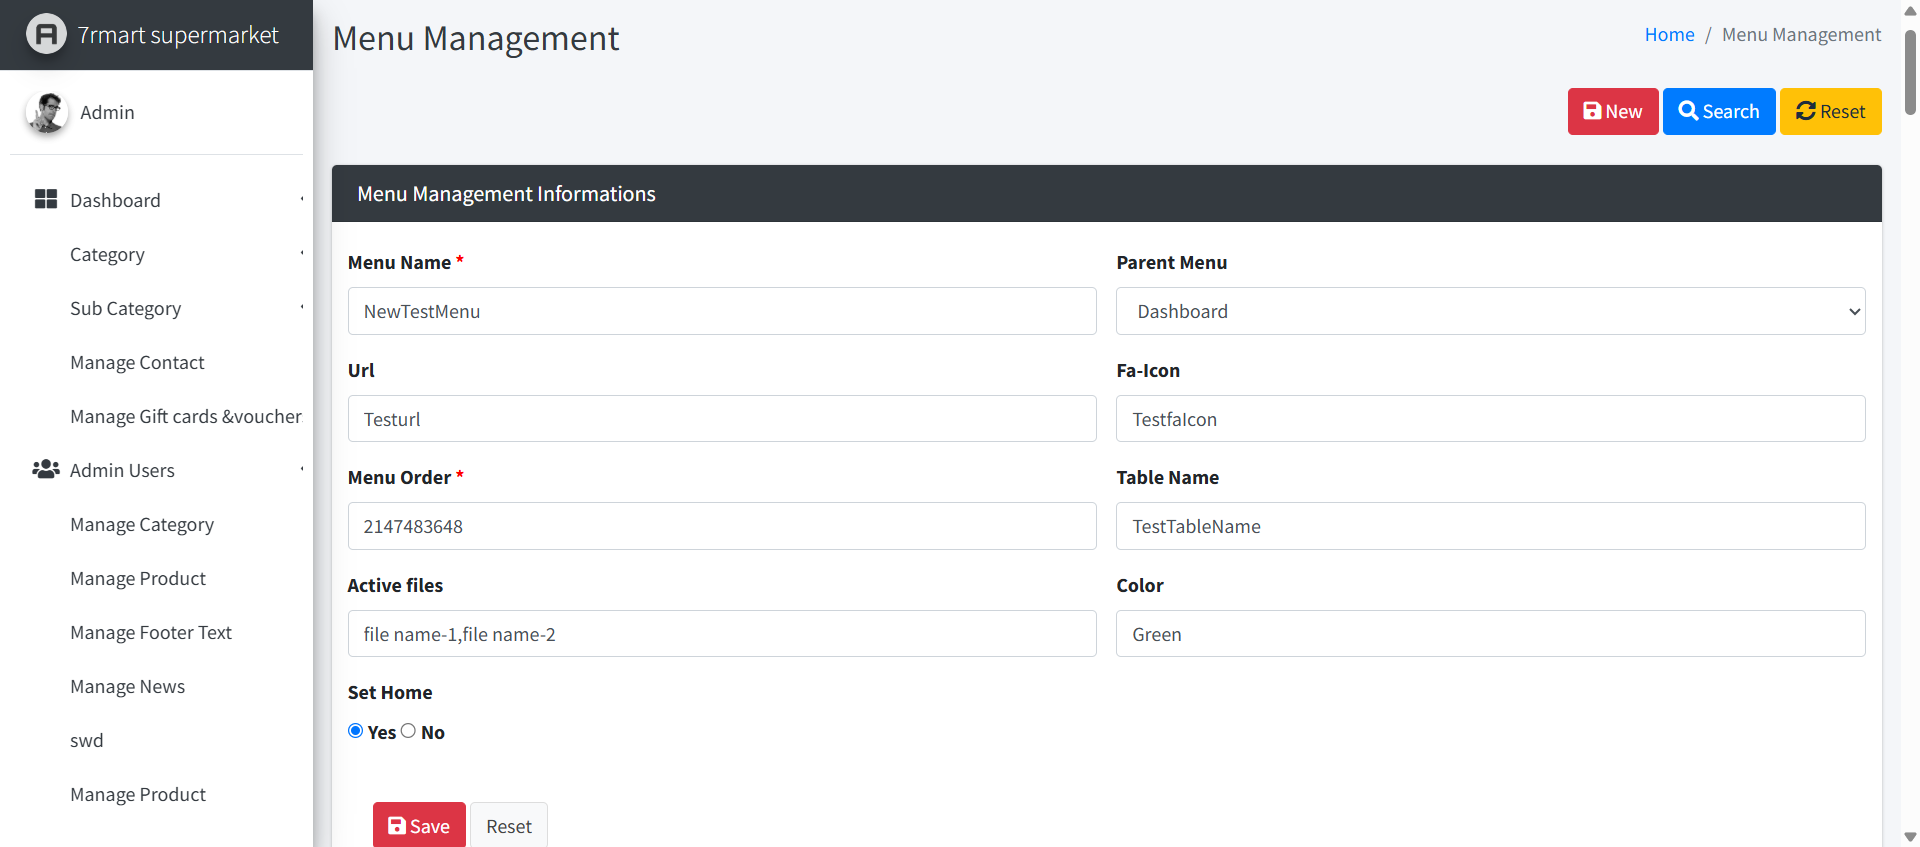 7rmart supermarket
Admin
Dashboard
Category
Sub Category
Manage Contact
Manage Gift cards &voucher
Admin Users
Manage Category
Manage Product
Manage Footer Text
Manage News
swd
Manage Product
Menu Management
Home / Menu Management
New Search Reset
Menu Management Informations
Menu Name *
NewTestMenu
Parent Menu
Dashboard
Url
Testurl
Fa-Icon
TestfaIcon
Menu Order *
2147483648
Table Name
TestTableName
Active files
file name-1,file name-2
Color
Green
Set Home
Yes No
Save Reset